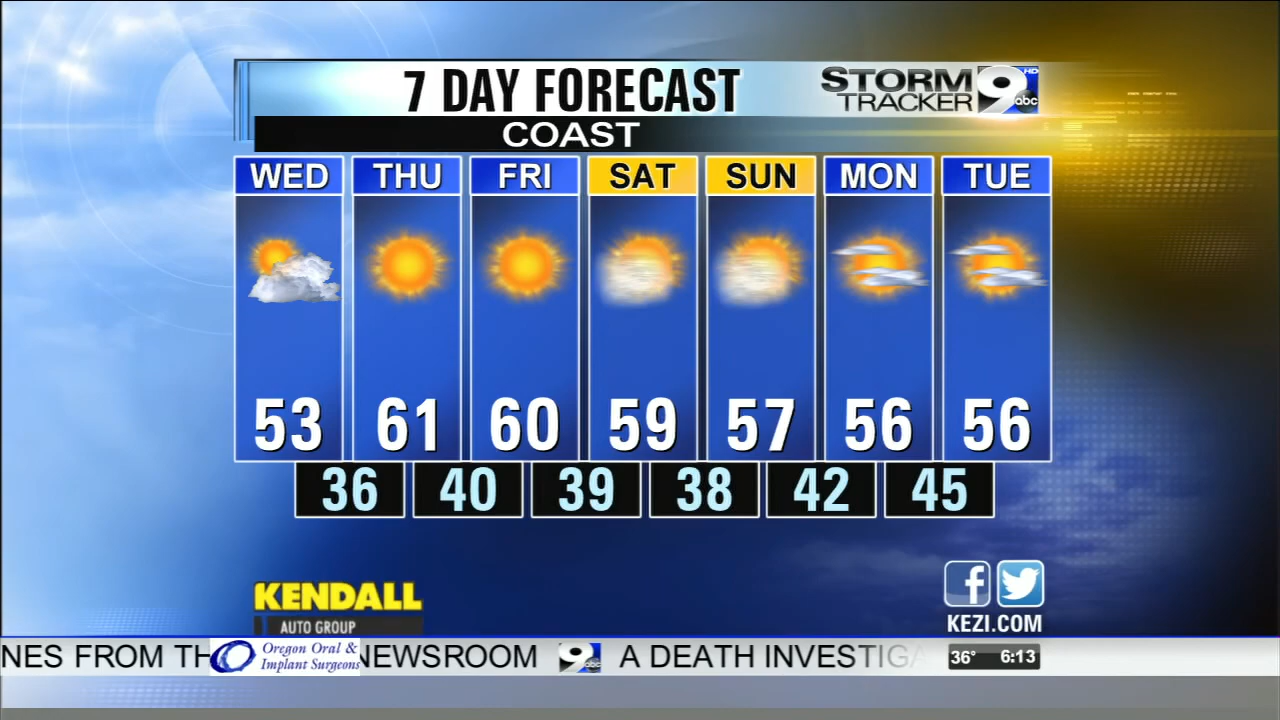 7 DAY FORECAST
STORM
TRACKER
9
HD
abc
COAST
WED THU FRI SAT SUN MON TUE
53 61 60 59 57 56 56
36 40 39 38 42 45
KENDALL
AUTO GROUP
KEZI.COM
NES FROM TH
Oregon Oral &
Implant Surgeons
NEWSROOM 9 abc A DEATH INVESTIGA
36° 6:13